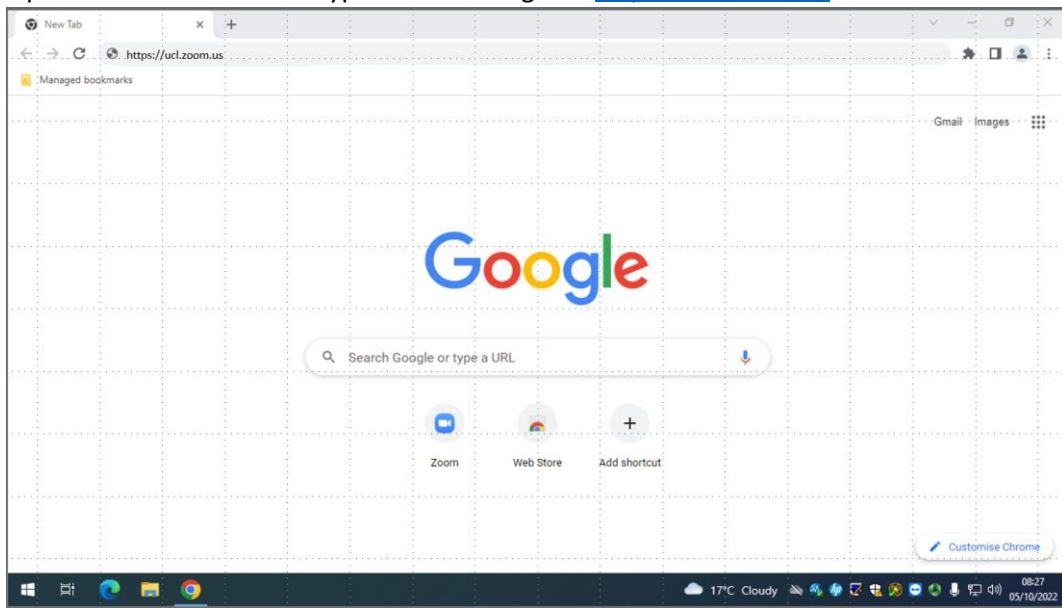 New Tab
https://ucl.zoom.us
Managed bookmarks
Gmail Images
Google
Search Google or type a URL
Zoom Web Store Add shortcut
Customise Chrome
17°C Cloudy 08:27
05/10/2022